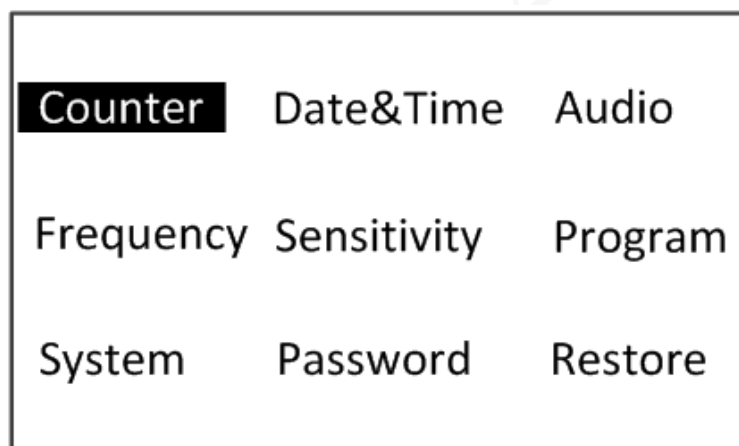 Counter Date&Time Audio
Frequency Sensitivity Program
System Password Restore